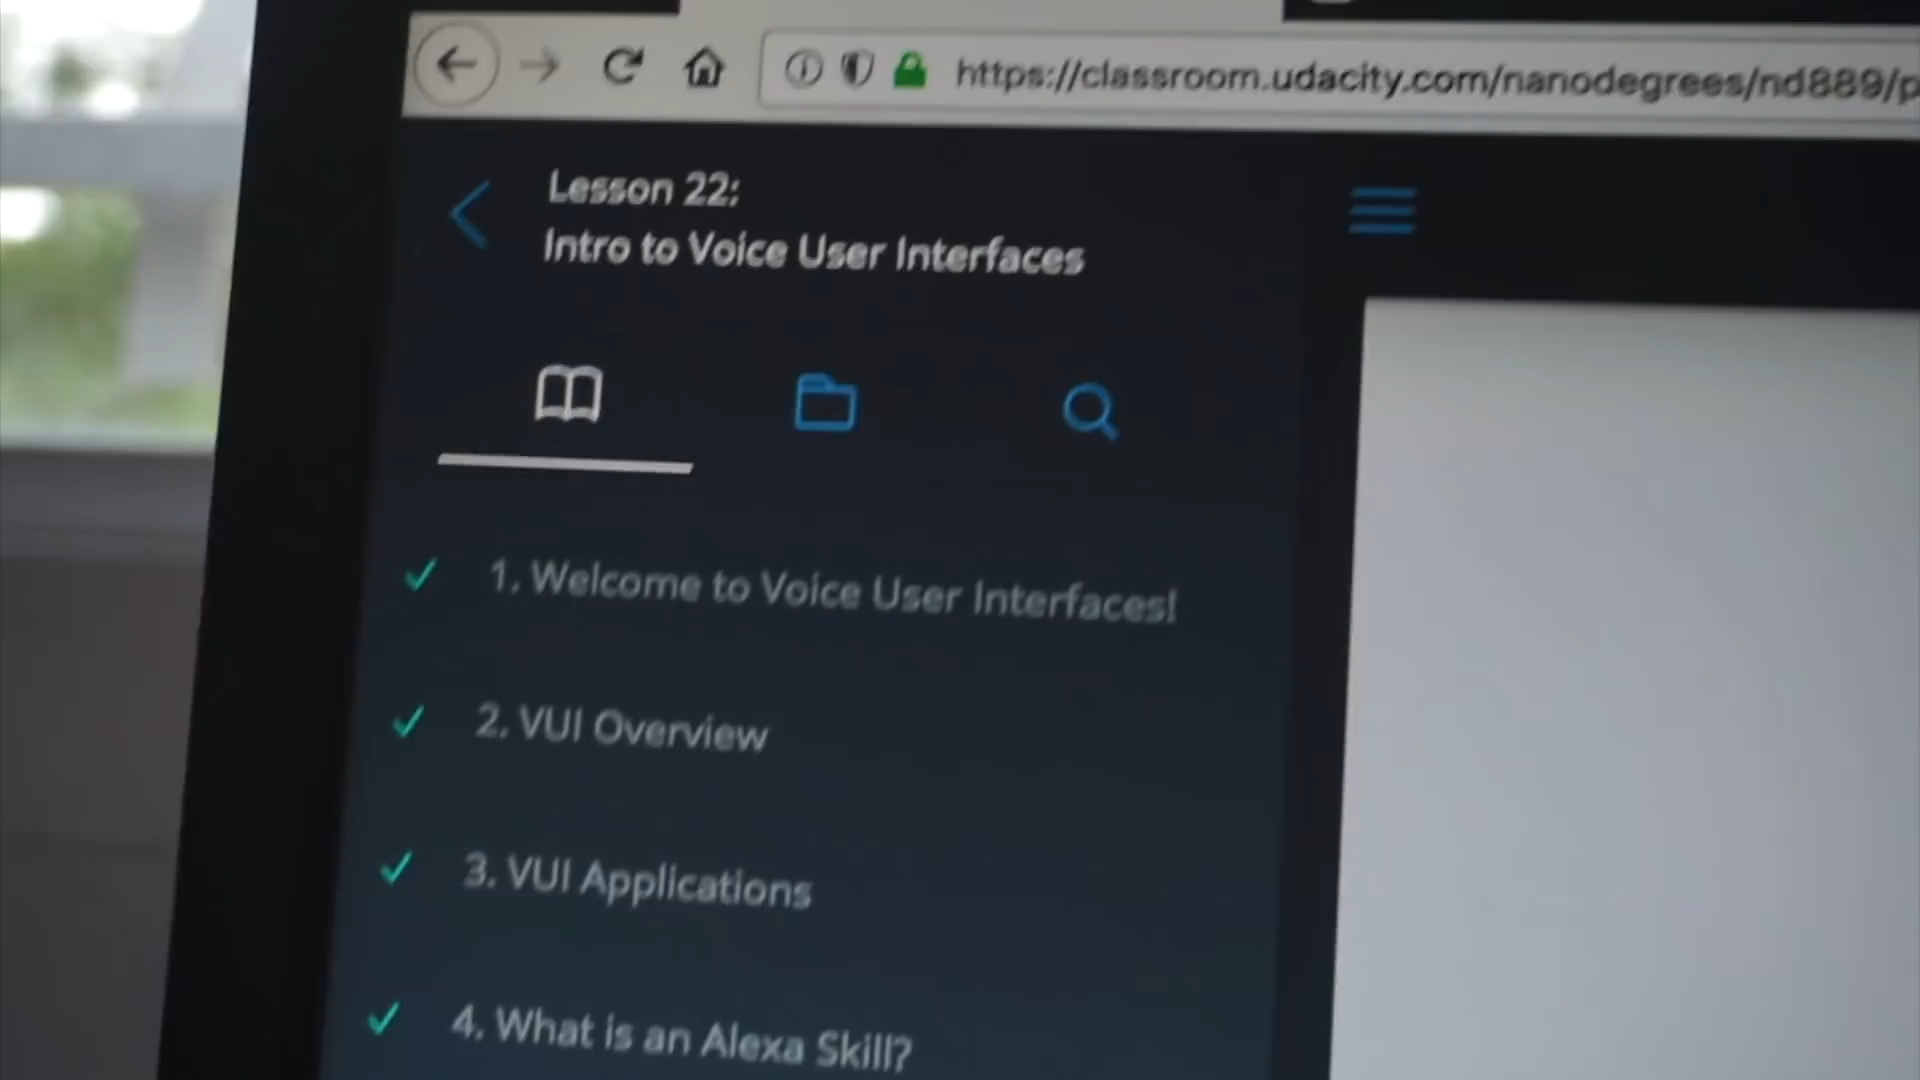 https://classroom.udacity.com/nanodegrees/nd889/p
Lesson 22:
Intro to Voice User Interfaces
1. Welcome to Voice User Interfaces!
2. VUI Overview
3. VUI Applications
4. What is an Alexa Skill?